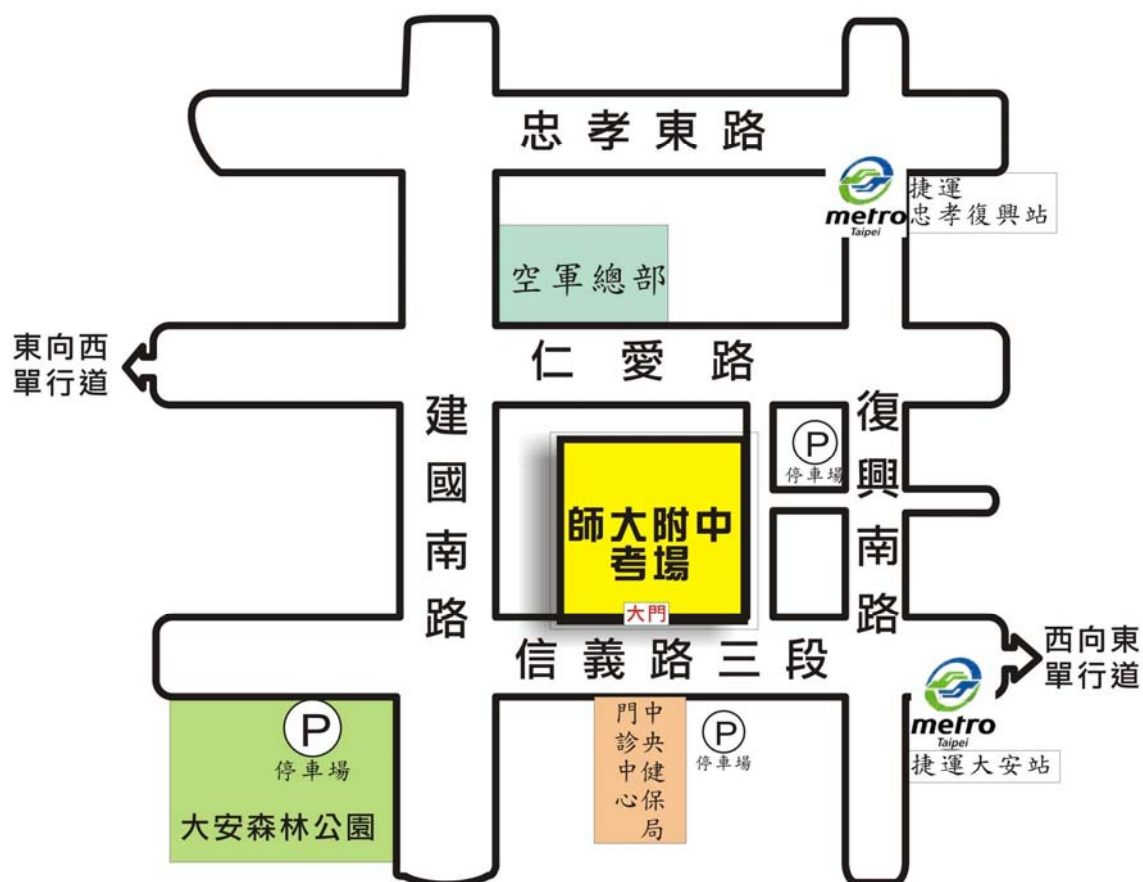 忠孝東路
metro
Taipei
捷運
忠孝復興站
空軍總部
東向西
單行道
仁愛路
建國南路
復興南路
P
停車場
師大附中
考場
大門
信義路三段
西向東
單行道
metro
Taipei
捷運大安站
P
停車場
大安森林公園
中央健保局
門診中心
P
停車場